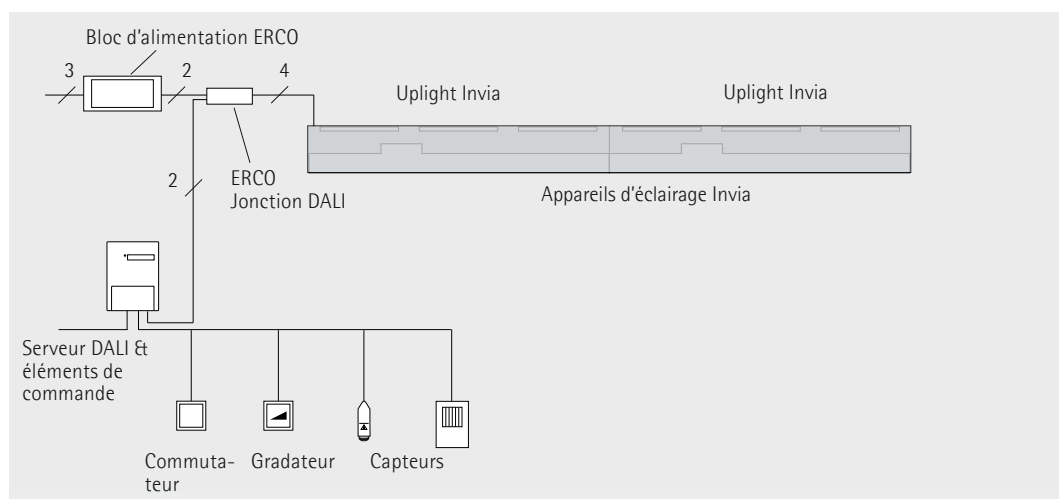 Bloc d'alimentation ERCO
3
2
4
Uplight Invia
Uplight Invia
2
ERCO
Jonction DALI
Appareils d'éclairage Invia
Serveur DALI &
éléments de
commande
Commuta-
teur
Gradateur
Capteurs